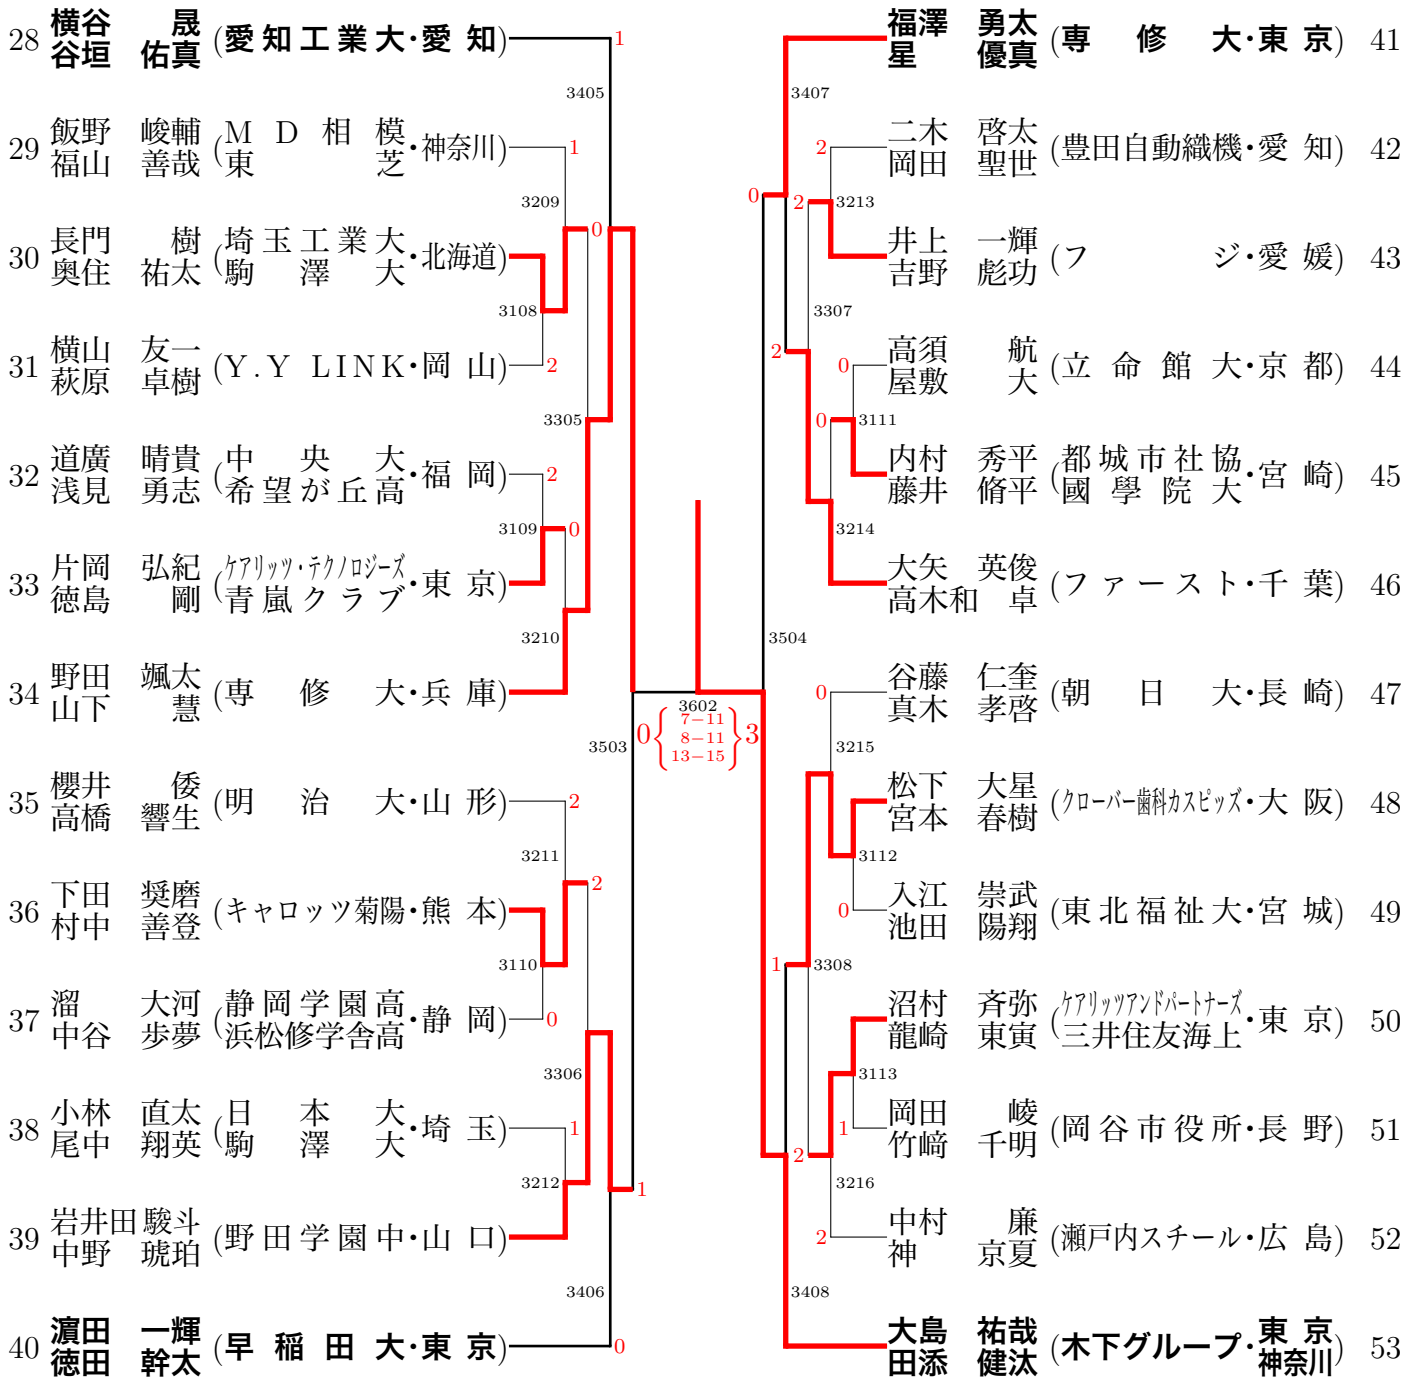 28 横谷 晟 谷垣 佑真 (愛知工業大・愛知)
29 飯野 峻輔 福山 善哉 (MD相模 東芝・神奈川)
30 長門 樹 奥住 祐太 (埼玉工業大 駒澤大・北海道)
31 横山 友一 萩原 卓樹 (Y.Y LINK・岡山)
32 道廣 晴貴 浅見 勇志 (中央大 希望が丘高・福岡)
33 片岡 弘紀 徳島 剛 (ケアリッツ・テクノロジーズ 青嵐クラブ・東京)
34 野田 颯太 山下 慧 (専修大・兵庫)
35 櫻井 倭 高橋 響生 (明治大・山形)
36 下田 奨磨 村中 善登 (キャロッツ菊陽・熊本)
37 溜 大河 中谷 歩夢 (静岡学園高 浜松修学舎高・静岡)
38 小林 直太 尾中 翔英 (日本大 駒澤大・埼玉)
39 岩井田駿斗 中野 琥珀 (野田学園中・山口)
40 濵田 一輝 徳田 幹太 (早稲田大・東京)
1
3405
1
3209
0
3108
2
3305
2
3109
0
3210
3503
2
3211
2
3110
0
3306
1
3212
1
3406
0
3602
0 { 7-11
8-11
13-15 } 3
3407
2
0
2
3213
3307
2
0
0
3111
3214
3504
0
3215
3112
0
1
3308
3113
1
2
3216
2
3408
福澤 勇太 星 優真 (専修大・東京) 41
二木 啓太 岡田 聖世 (豊田自動織機・愛知) 42
井上 一輝 吉野 彪功 (フジ・愛媛) 43
高須 航 屋敷 大 (立命館大・京都) 44
内村 秀平 藤井 脩平 (都城市社協 國學院大・宮崎) 45
大矢 英俊 高木和 卓 (ファースト・千葉) 46
谷藤 仁奎 真木 孝啓 (朝日大・長崎) 47
松下 大星 宮本 春樹 (クローバー歯科カスピッズ・大阪) 48
入江 崇武 池田 陽翔 (東北福祉大・宮城) 49
沼村 斉弥 龍崎 東寅 (ケアリッツアンドパートナーズ 三井住友海上・東京) 50
岡田 崚 竹﨑 千明 (岡谷市役所・長野) 51
中村 廉 神 京夏 (瀬戸内スチール・広島) 52
大島 祐哉 田添 健汰 (木下グループ・東京 神奈川) 53